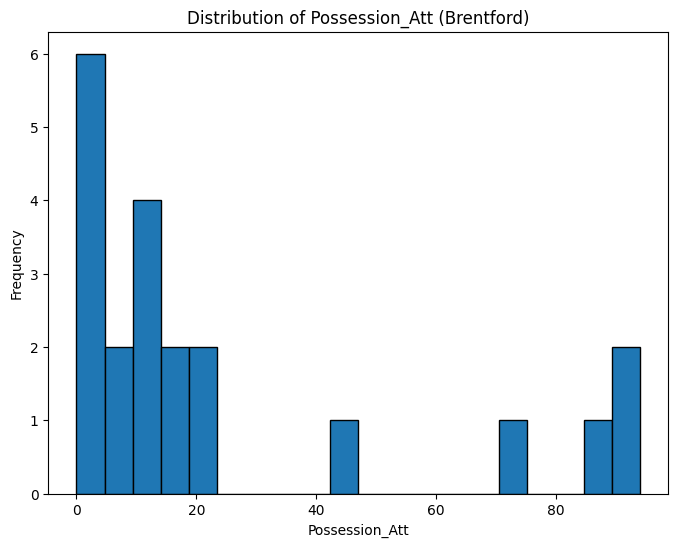 Distribution of Possession_Att (Brentford)
6
5
4
3
2
1
0
Frequency
0 20 40 60 80
Possession_Att